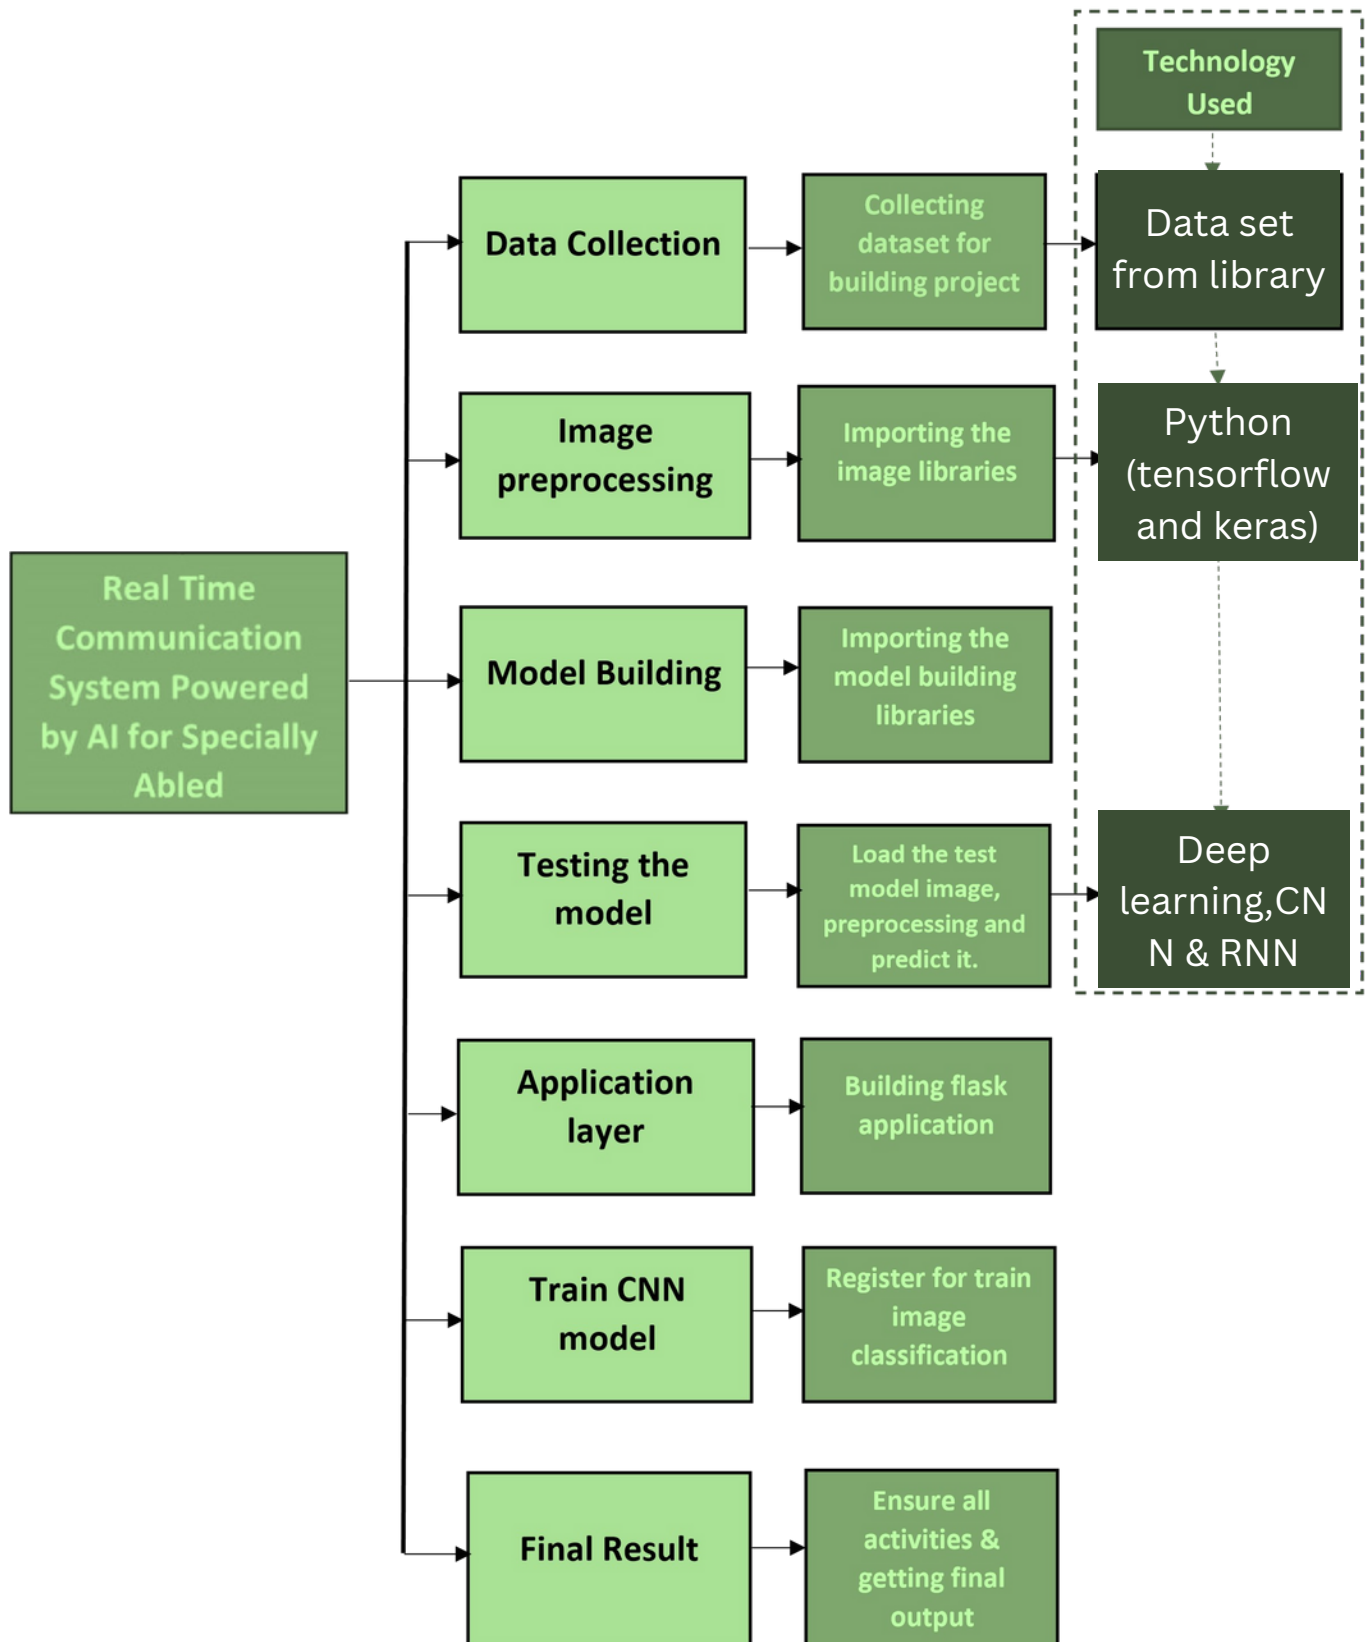 Technology
Used
Data Collection
Collecting
dataset for
building project
Data set
from library
Image
preprocessing
Importing the
image libraries
Python
(tensorflow
and keras)
Real Time
Communication
System Powered
by AI for Specially
Abled
Model Building
Importing the
model building
libraries
Testing the
model
Load the test
model image,
preprocessing and
predict it.
Deep
learning,CN
N & RNN
Application
layer
Building flask
application
Train CNN
model
Register for train
image
classification
Final Result
Ensure all
activities &
getting final
output